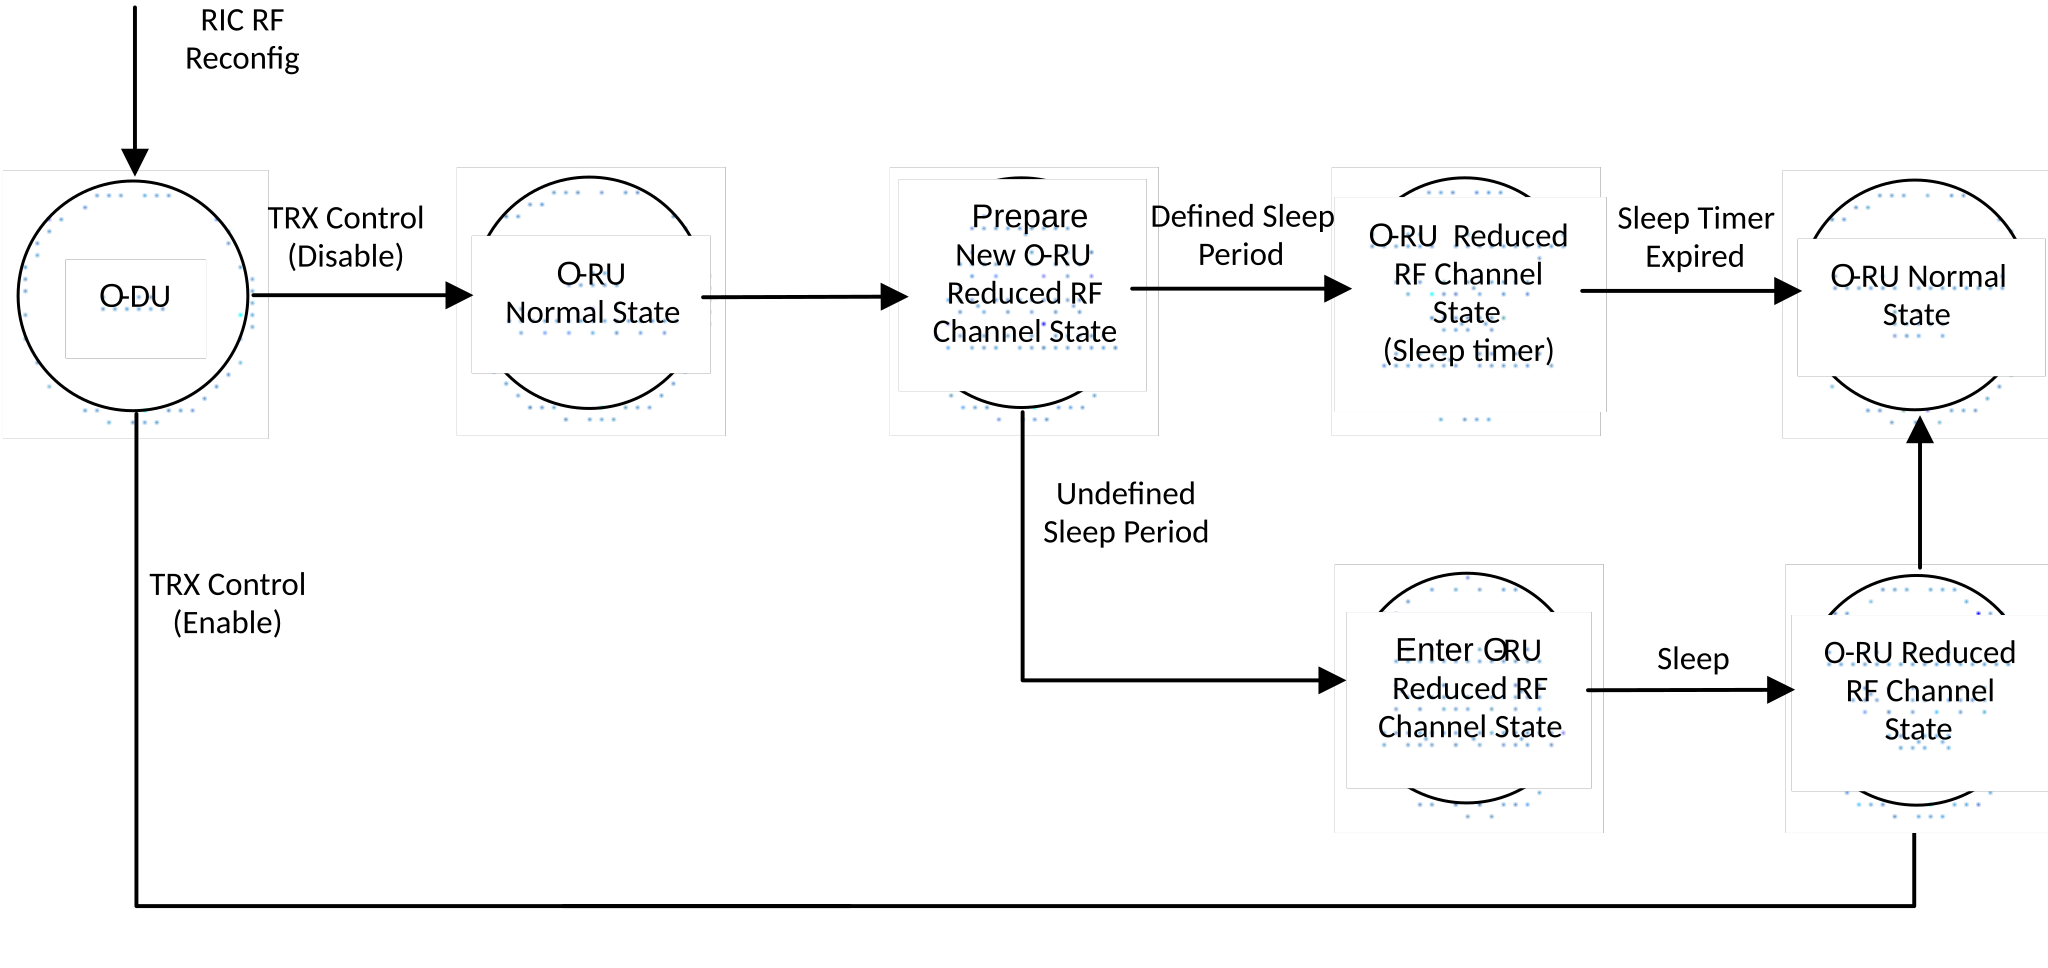 RIC RF
Reconfig
TRX Control
(Disable)
O-DU
O-RU
Normal State
Prepare
New O-RU
Reduced RF
Channel State
Defined Sleep
Period
O-RU Reduced
RF Channel
State
(Sleep timer)
Sleep Timer
Expired
O-RU Normal
State
Undefined
Sleep Period
TRX Control
(Enable)
Enter O-RU
Reduced RF
Channel State
Sleep
O-RU Reduced
RF Channel
State